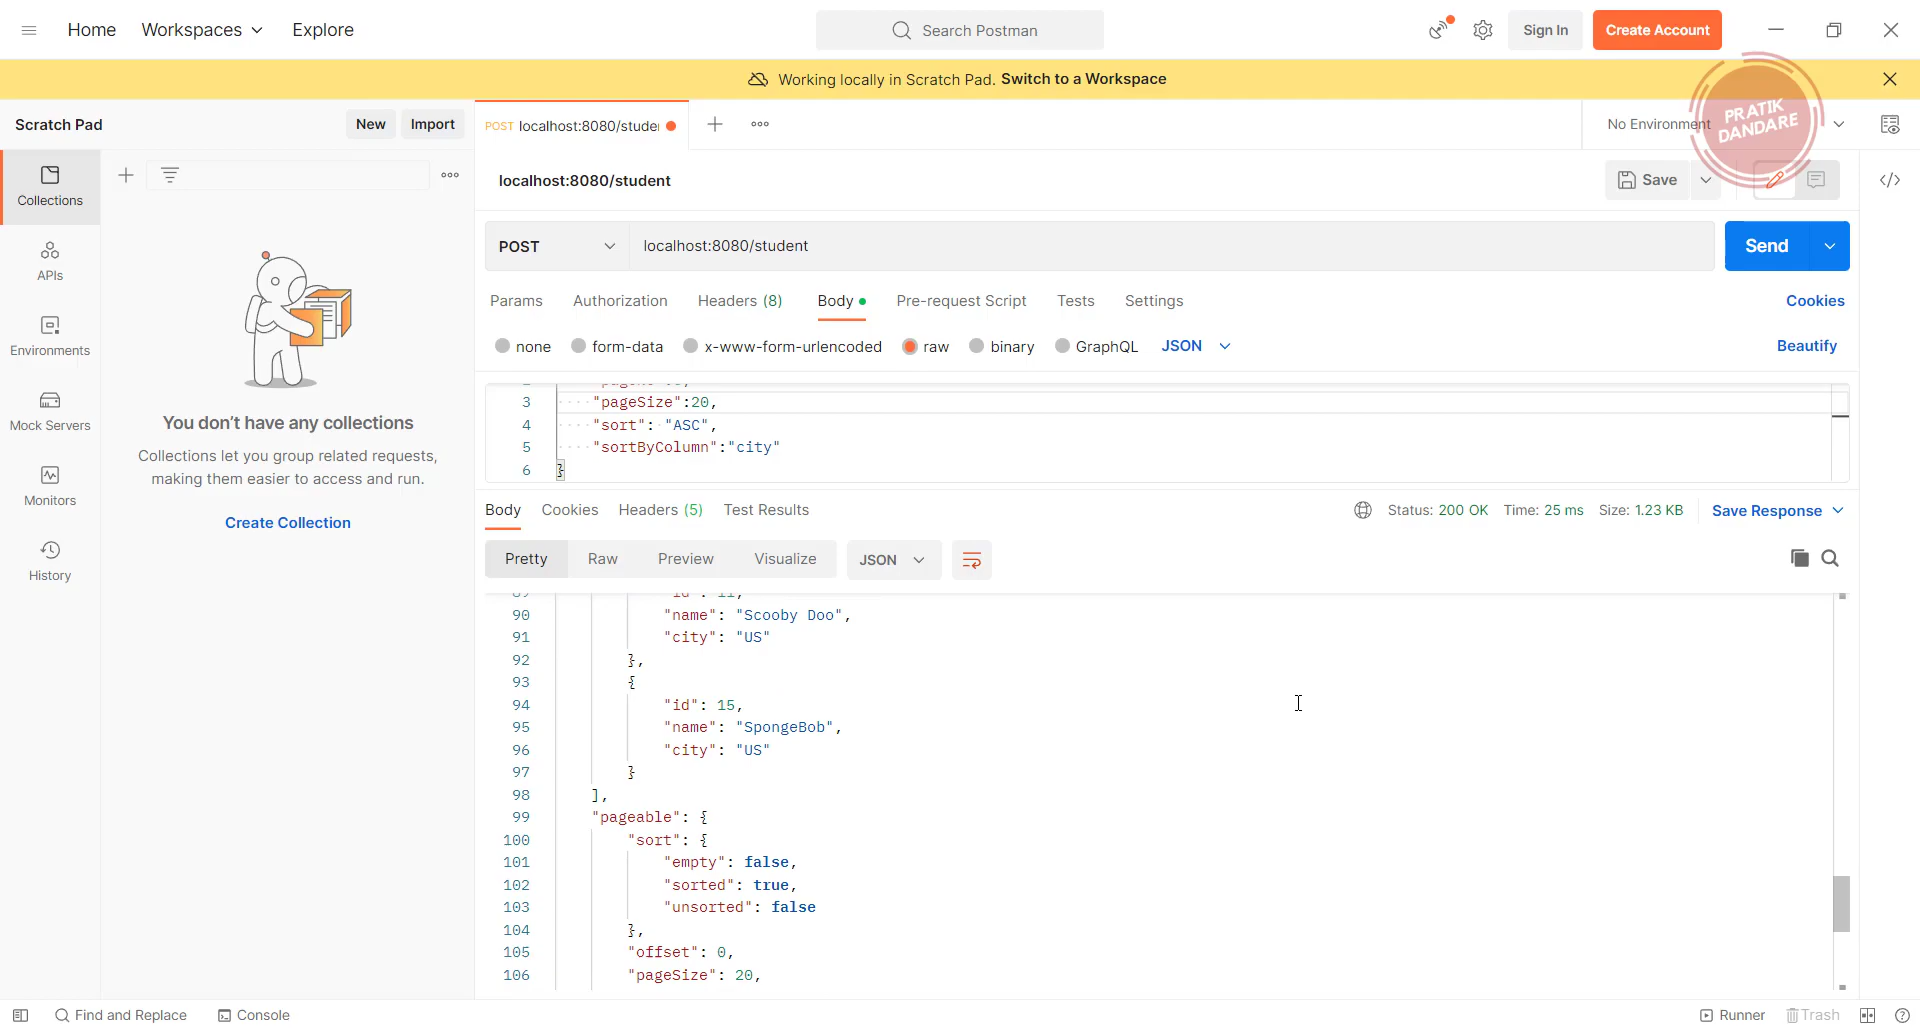 Home Workspaces Explore Search Postman Sign In Create Account
Working locally in Scratch Pad. Switch to a Workspace
Scratch Pad New Import POST localhost:8080/stude No Environment
PRATIK
DANDARE
localhost:8080/student Save
Collections
POST localhost:8080/student Send
APIs
Params Authorization Headers (8) Body Pre-request Script Tests Settings Cookies
Environments
none form-data x-www-form-urlencoded raw binary GraphQL JSON Beautify
Mock Servers
3 "pageSize":20,
4 "sort": "ASC",
5 "sortByColumn":"city"
6 }
You don't have any collections
Collections let you group related requests,
making them easier to access and run.
Create Collection
Monitors
History
Body Cookies Headers (5) Test Results Status: 200 OK Time: 25 ms Size: 1.23 KB Save Response
Pretty Raw Preview Visualize JSON
90 "name": "Scooby Doo",
91 "city": "US"
92 },
93 {
94 "id": 15,
95 "name": "SpongeBob",
96 "city": "US"
97 }
98 ],
99 "pageable": {
100 "sort": {
101 "empty": false,
102 "sorted": true,
103 "unsorted": false
104 },
105 "offset": 0,
106 "pageSize": 20,
Find and Replace Console Runner Trash